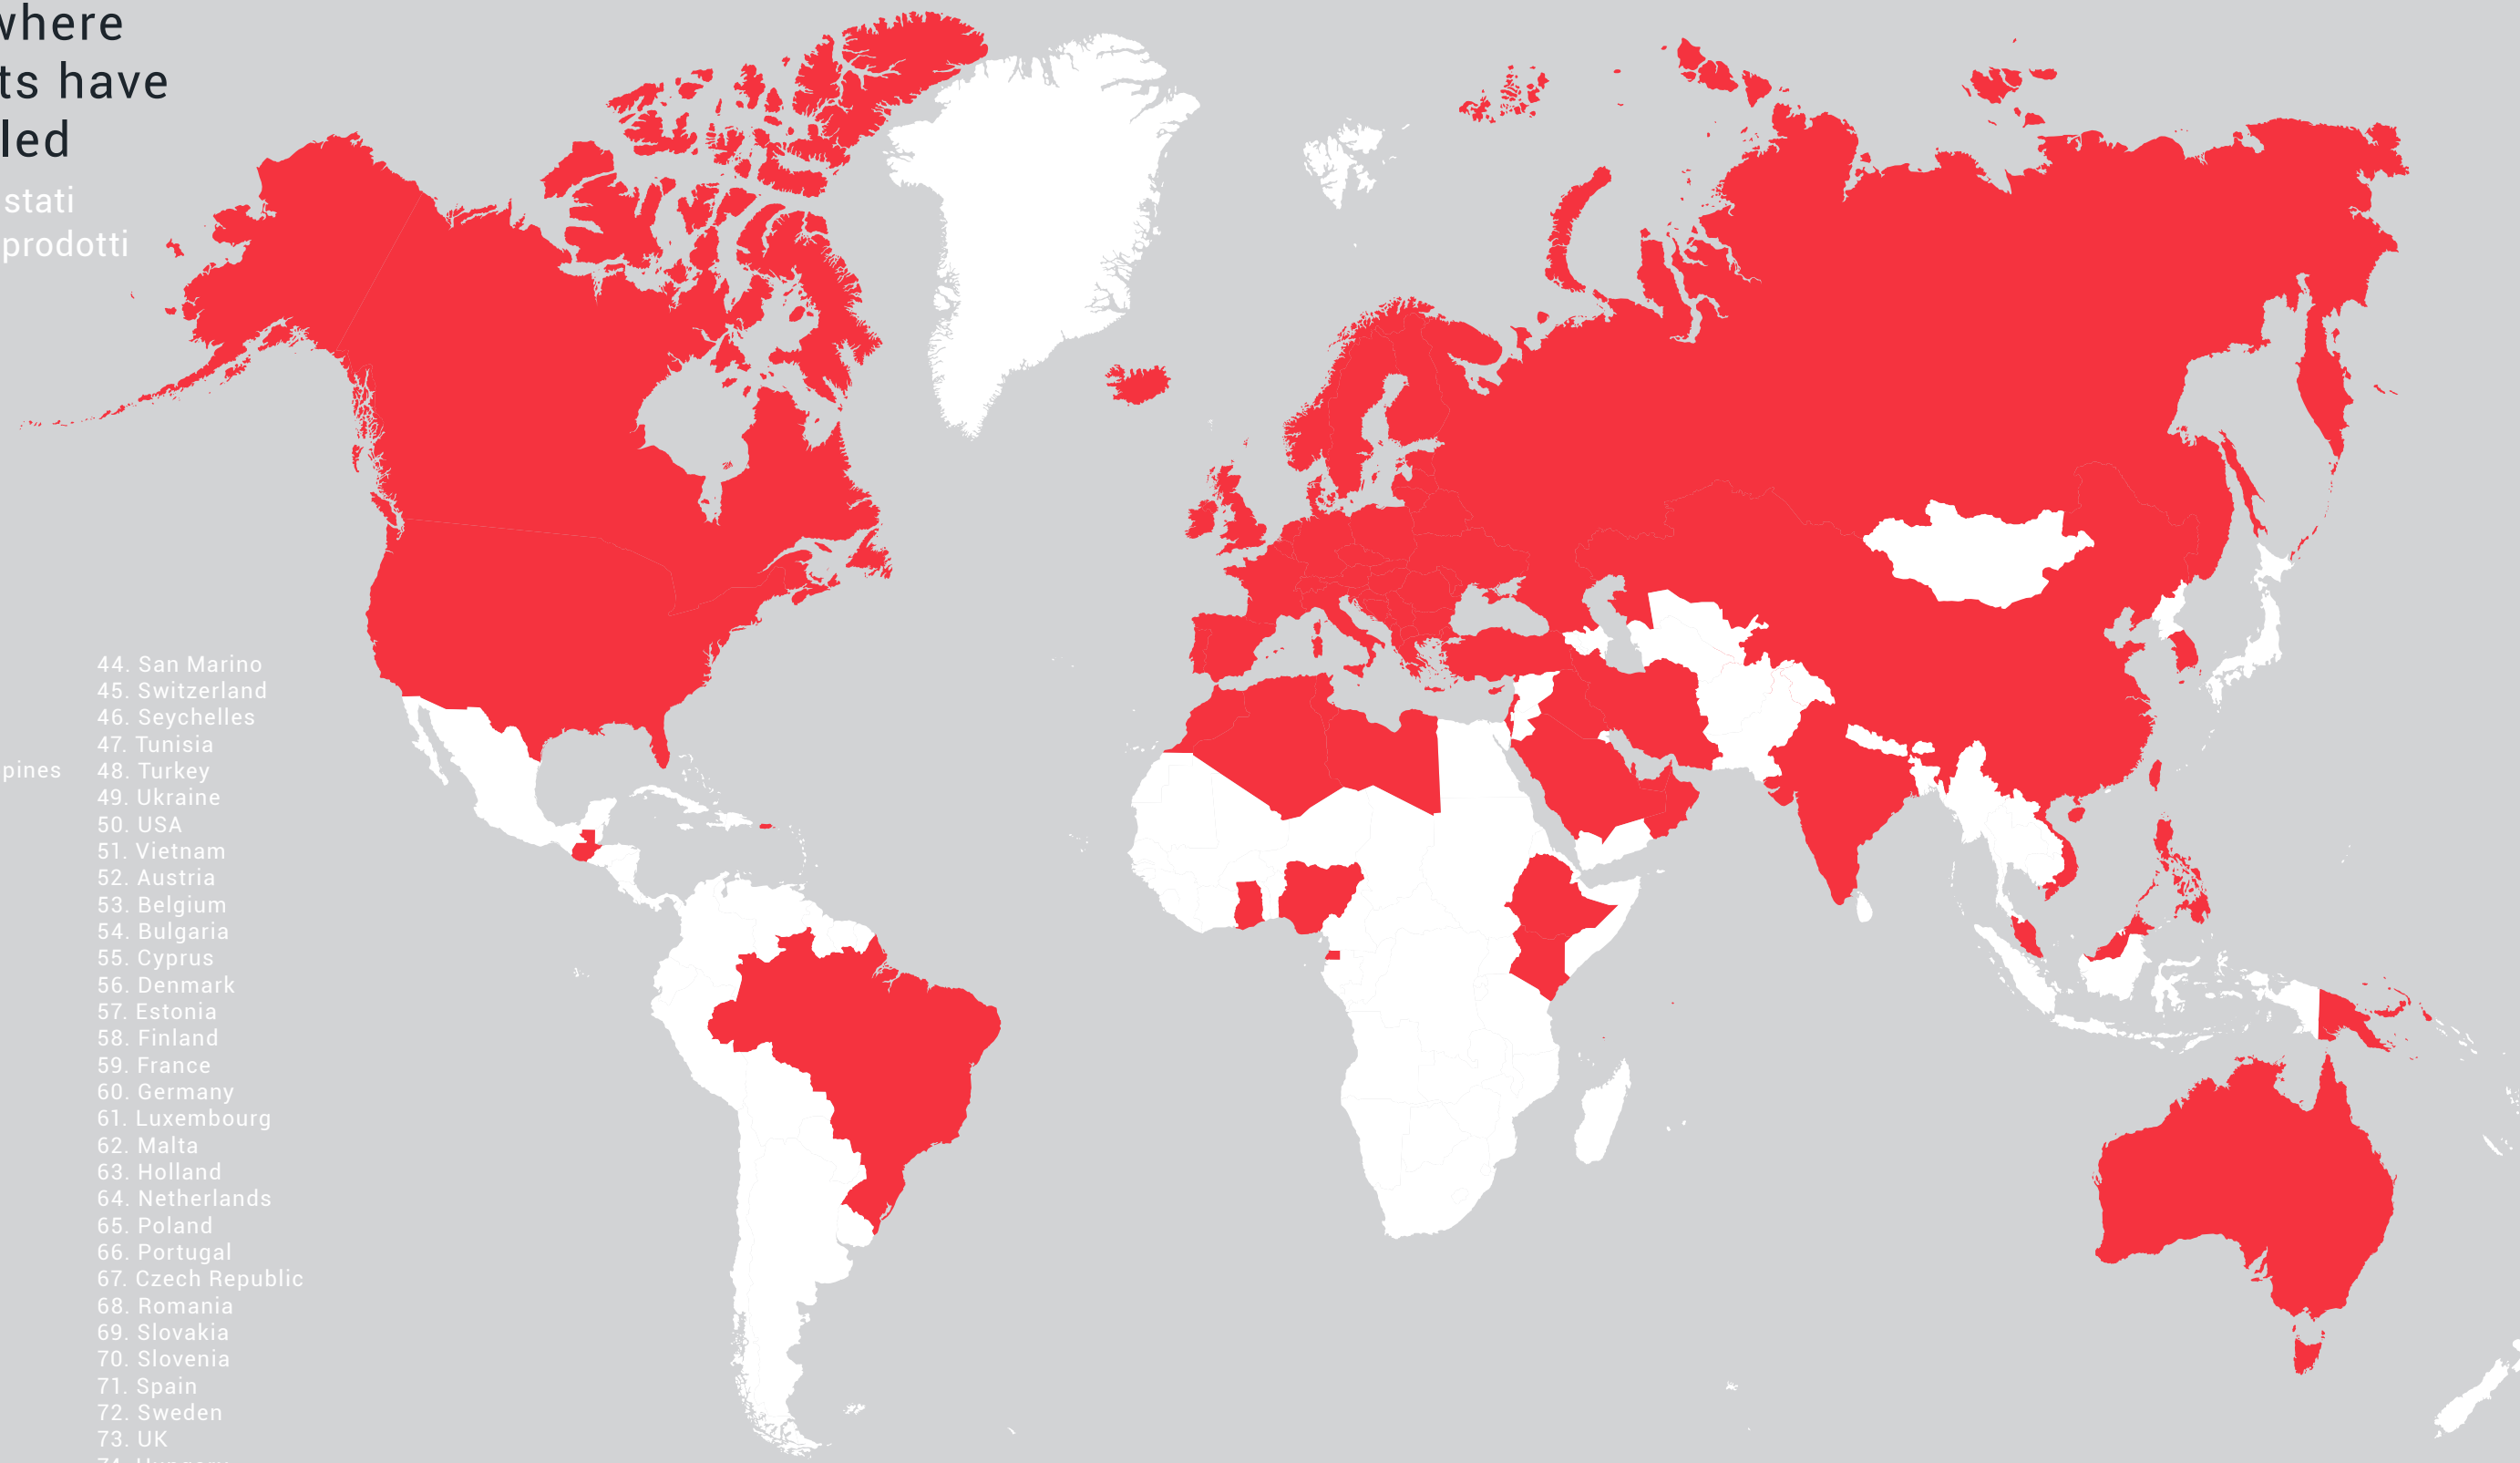 where
ts have
led
stati
prodotti
pines
44. San Marino
45. Switzerland
46. Seychelles
47. Tunisia
48. Turkey
49. Ukraine
50. USA
51. Vietnam
52. Austria
53. Belgium
54. Bulgaria
55. Cyprus
56. Denmark
57. Estonia
58. Finland
59. France
60. Germany
61. Luxembourg
62. Malta
63. Holland
64. Netherlands
65. Poland
66. Portugal
67. Czech Republic
68. Romania
69. Slovakia
70. Slovenia
71. Spain
72. Sweden
73. UK